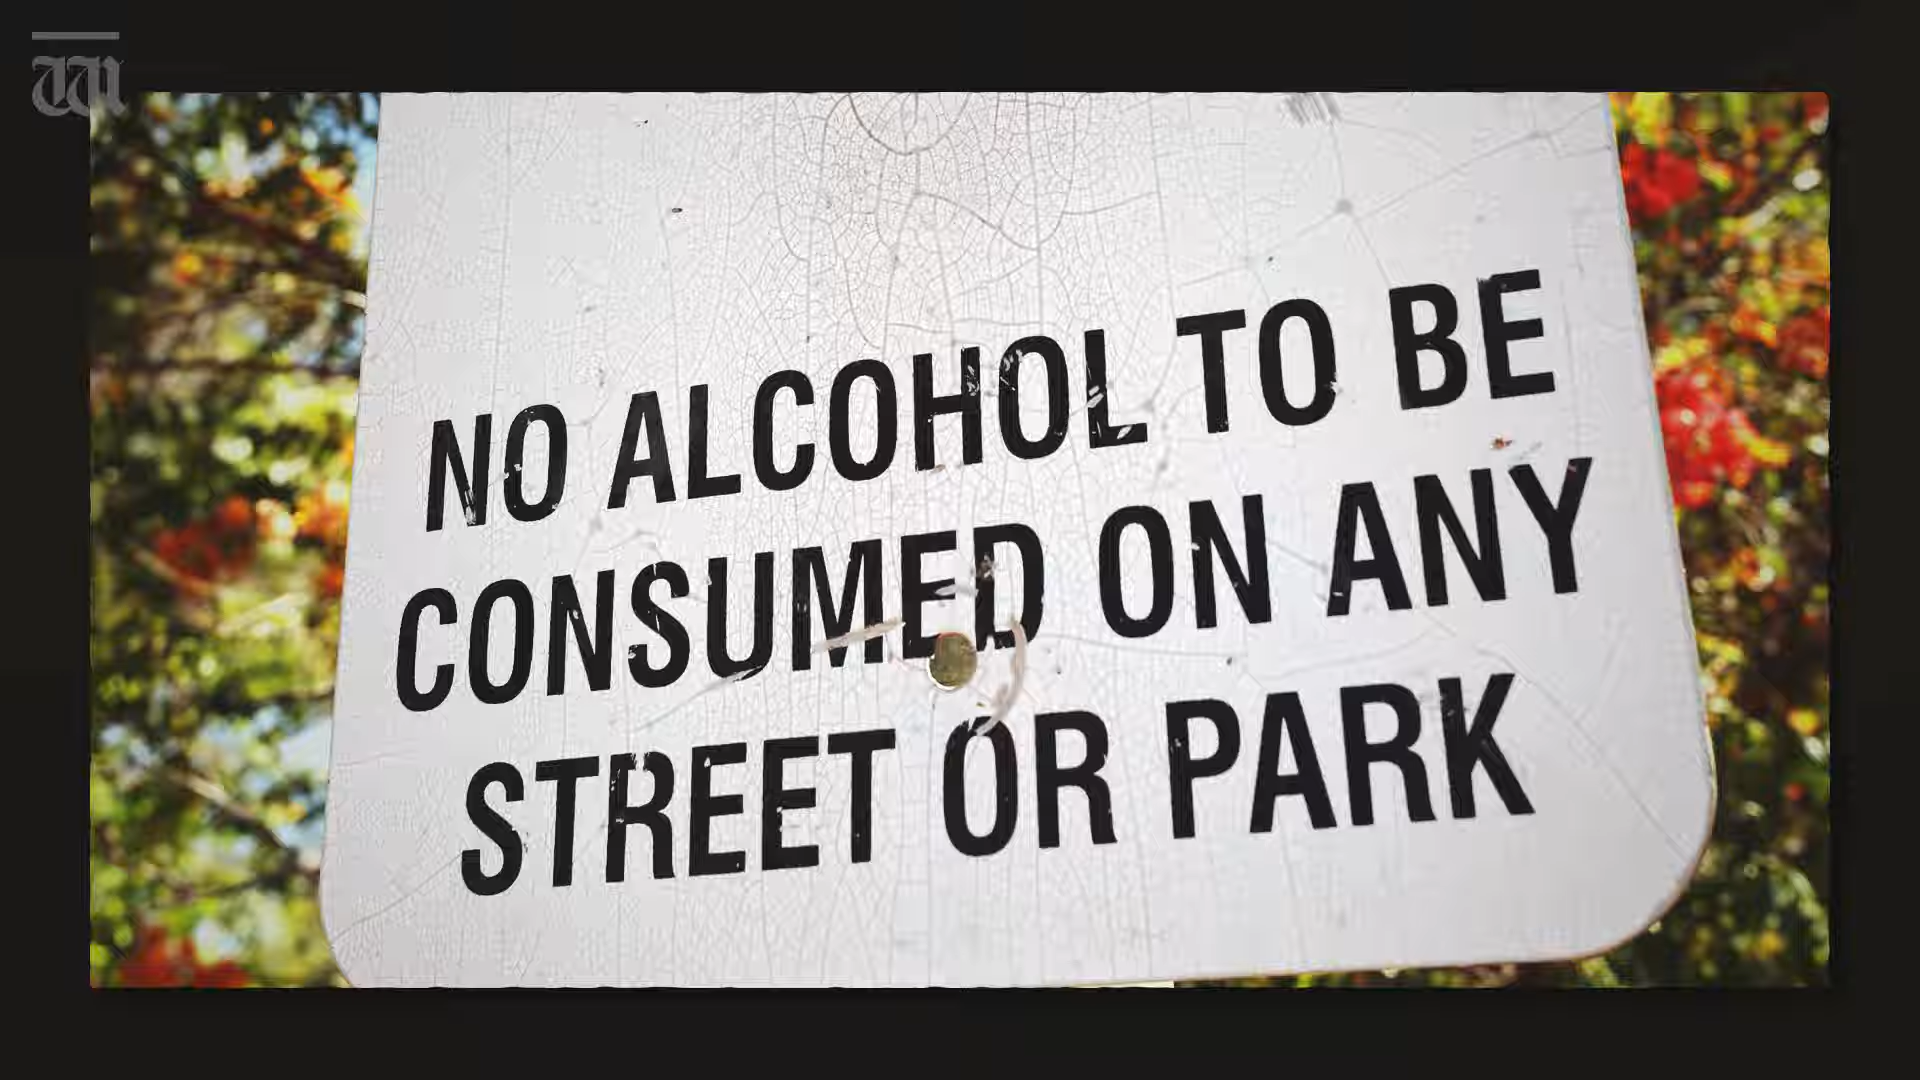 NO ALCOHOL TO BE
CONSUMED ON ANY
STREET OR PARK